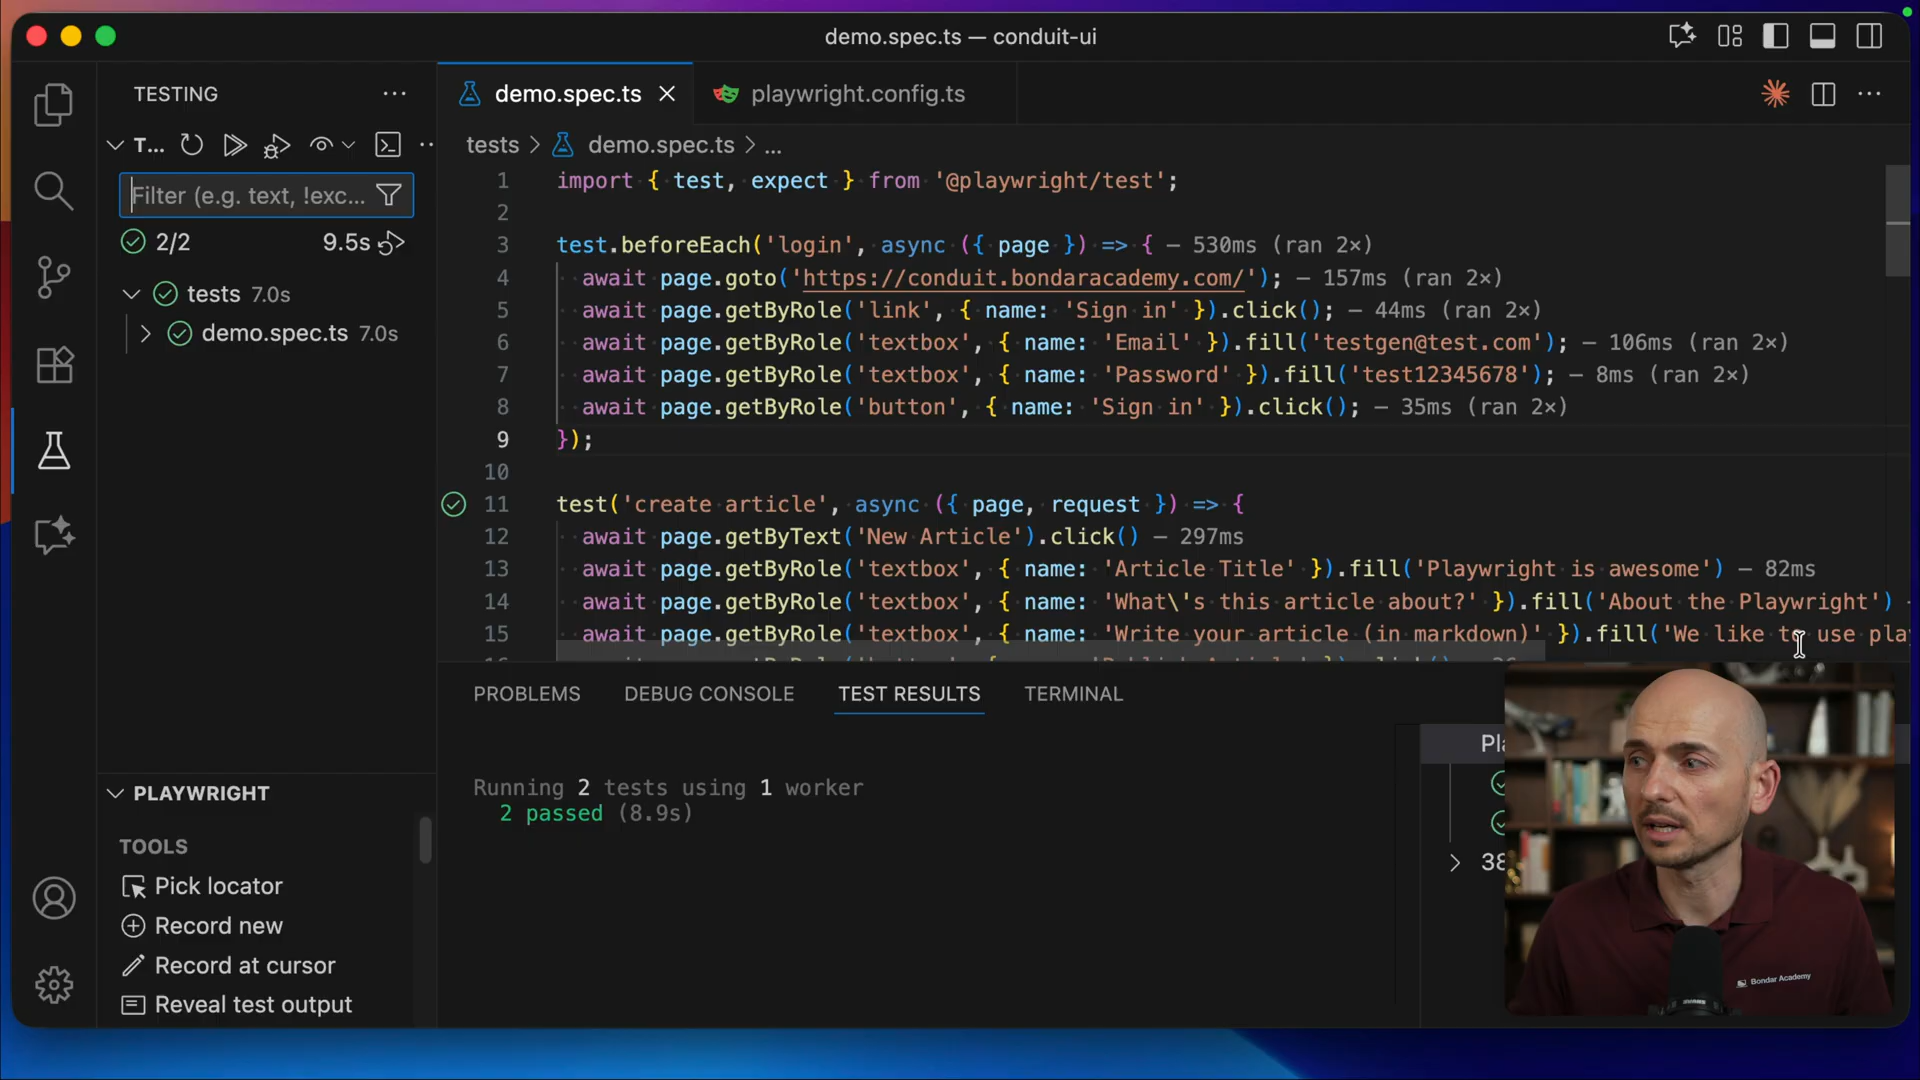 demo.spec.ts — conduit-ui
TESTING
demo.spec.ts
playwright.config.ts
T...
tests > demo.spec.ts > ...
Filter (e.g. text, !exc...
2/2 9.5s
tests 7.0s
demo.spec.ts 7.0s
1 import { test, expect } from '@playwright/test';
2
3 test.beforeEach('login', async ({ page }) => { — 530ms (ran 2×)
4 await page.goto('https://conduit.bondaracademy.com/'); — 157ms (ran 2×)
5 await page.getByRole('link', { name: 'Sign in' }).click(); — 44ms (ran 2×)
6 await page.getByRole('textbox', { name: 'Email' }).fill('testgen@test.com'); — 106ms (ran 2×)
7 await page.getByRole('textbox', { name: 'Password' }).fill('test12345678'); — 8ms (ran 2×)
8 await page.getByRole('button', { name: 'Sign in' }).click(); — 35ms (ran 2×)
9 });
10
11 test('create article', async ({ page, request }) => {
12 await page.getByText('New Article').click() — 297ms
13 await page.getByRole('textbox', { name: 'Article Title' }).fill('Playwright is awesome') — 82ms
14 await page.getByRole('textbox', { name: 'What\'s this article about?' }).fill('About the Playwright')
15 await page.getByRole('textbox', { name: 'Write your article (in markdown)' }).fill('We like to use pla
PROBLEMS
DEBUG CONSOLE
TEST RESULTS
TERMINAL
Running 2 tests using 1 worker
2 passed (8.9s)
Pl
38
PLAYWRIGHT
TOOLS
Pick locator
Record new
Record at cursor
Reveal test output
Bondar Academy